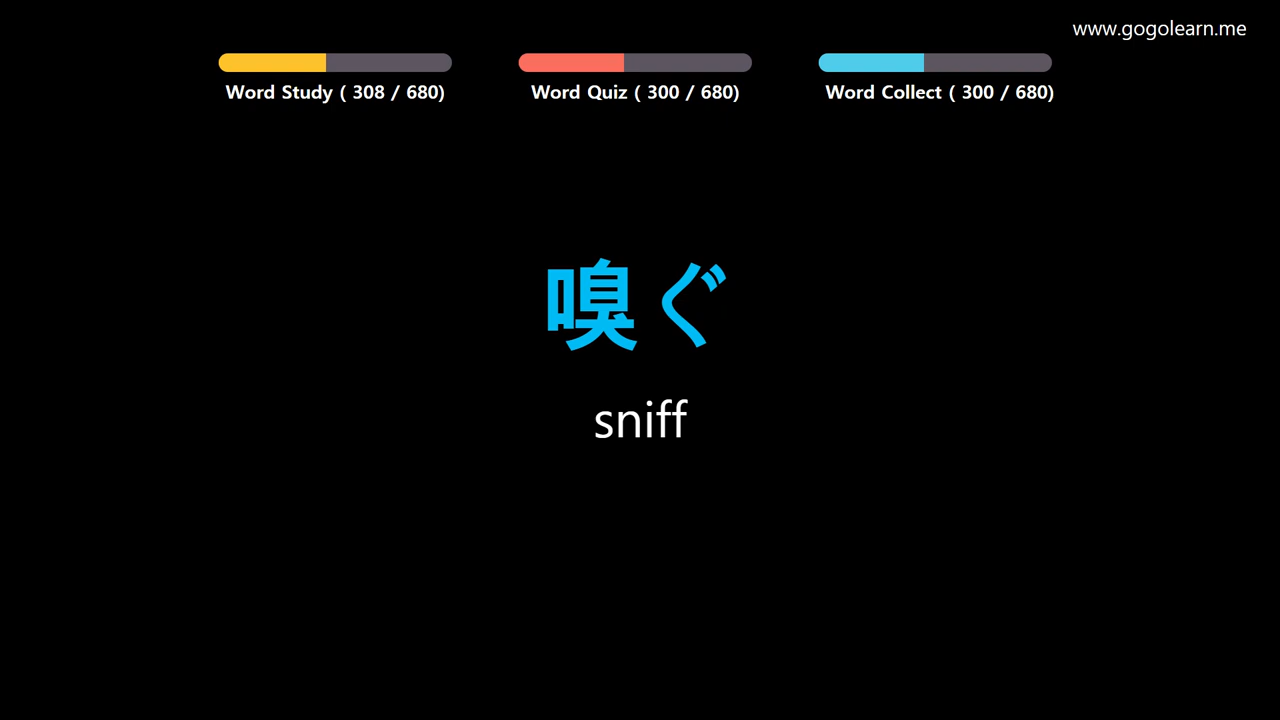 www.gogolearn.me
Word Study ( 308 / 680)
Word Quiz ( 300 / 680)
Word Collect ( 300 / 680)
嗅ぐ
sniff